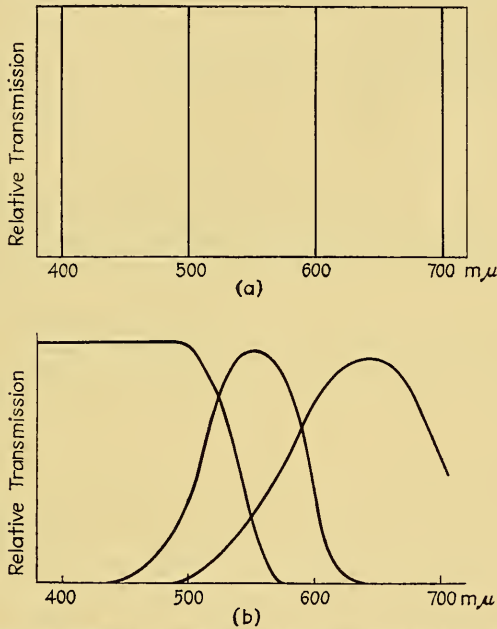 Relative Transmission
400 500 600 700 mμ
(a)
Relative Transmission
400 500 600 700 mμ
(b)